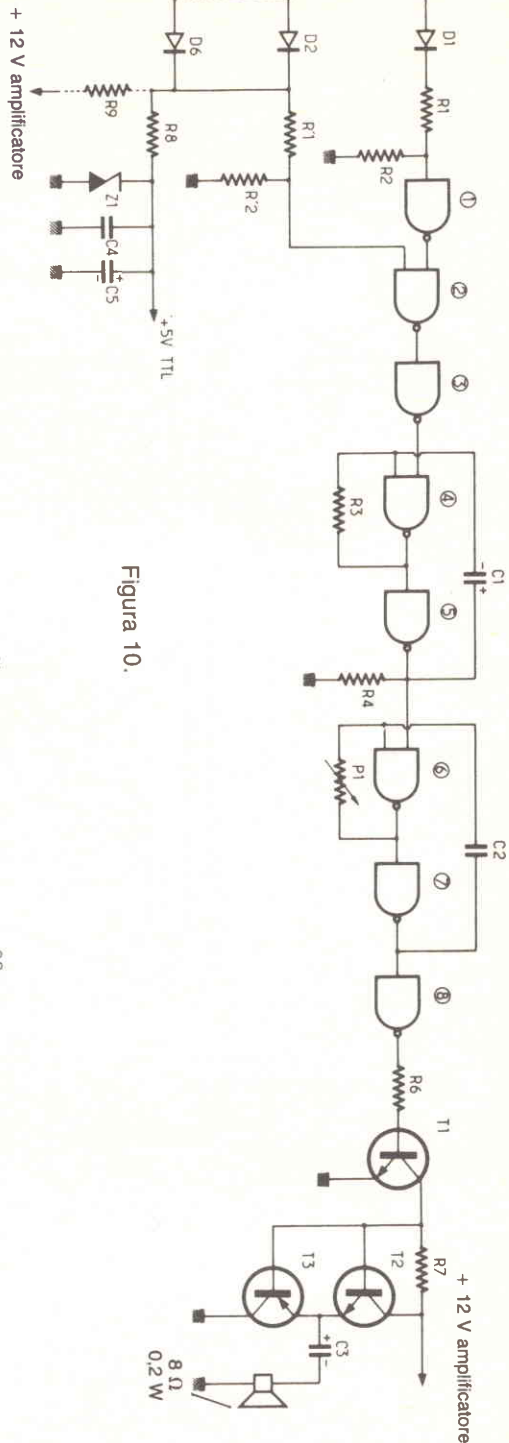 D1
R1
R2
①
D2
R'1
R'2
②
③
D6
R8
R9
Z1
C4
+
−
C5
+5V TTL
+ 12 V amplificatore
④
R3
C1
−
+
⑤
R4
⑥
P1
C2
⑦
⑧
R6
T1
R7
+ 12 V amplificatore
T2
T3
C3
+
−
8 Ω
0,2 W
Figura 10.